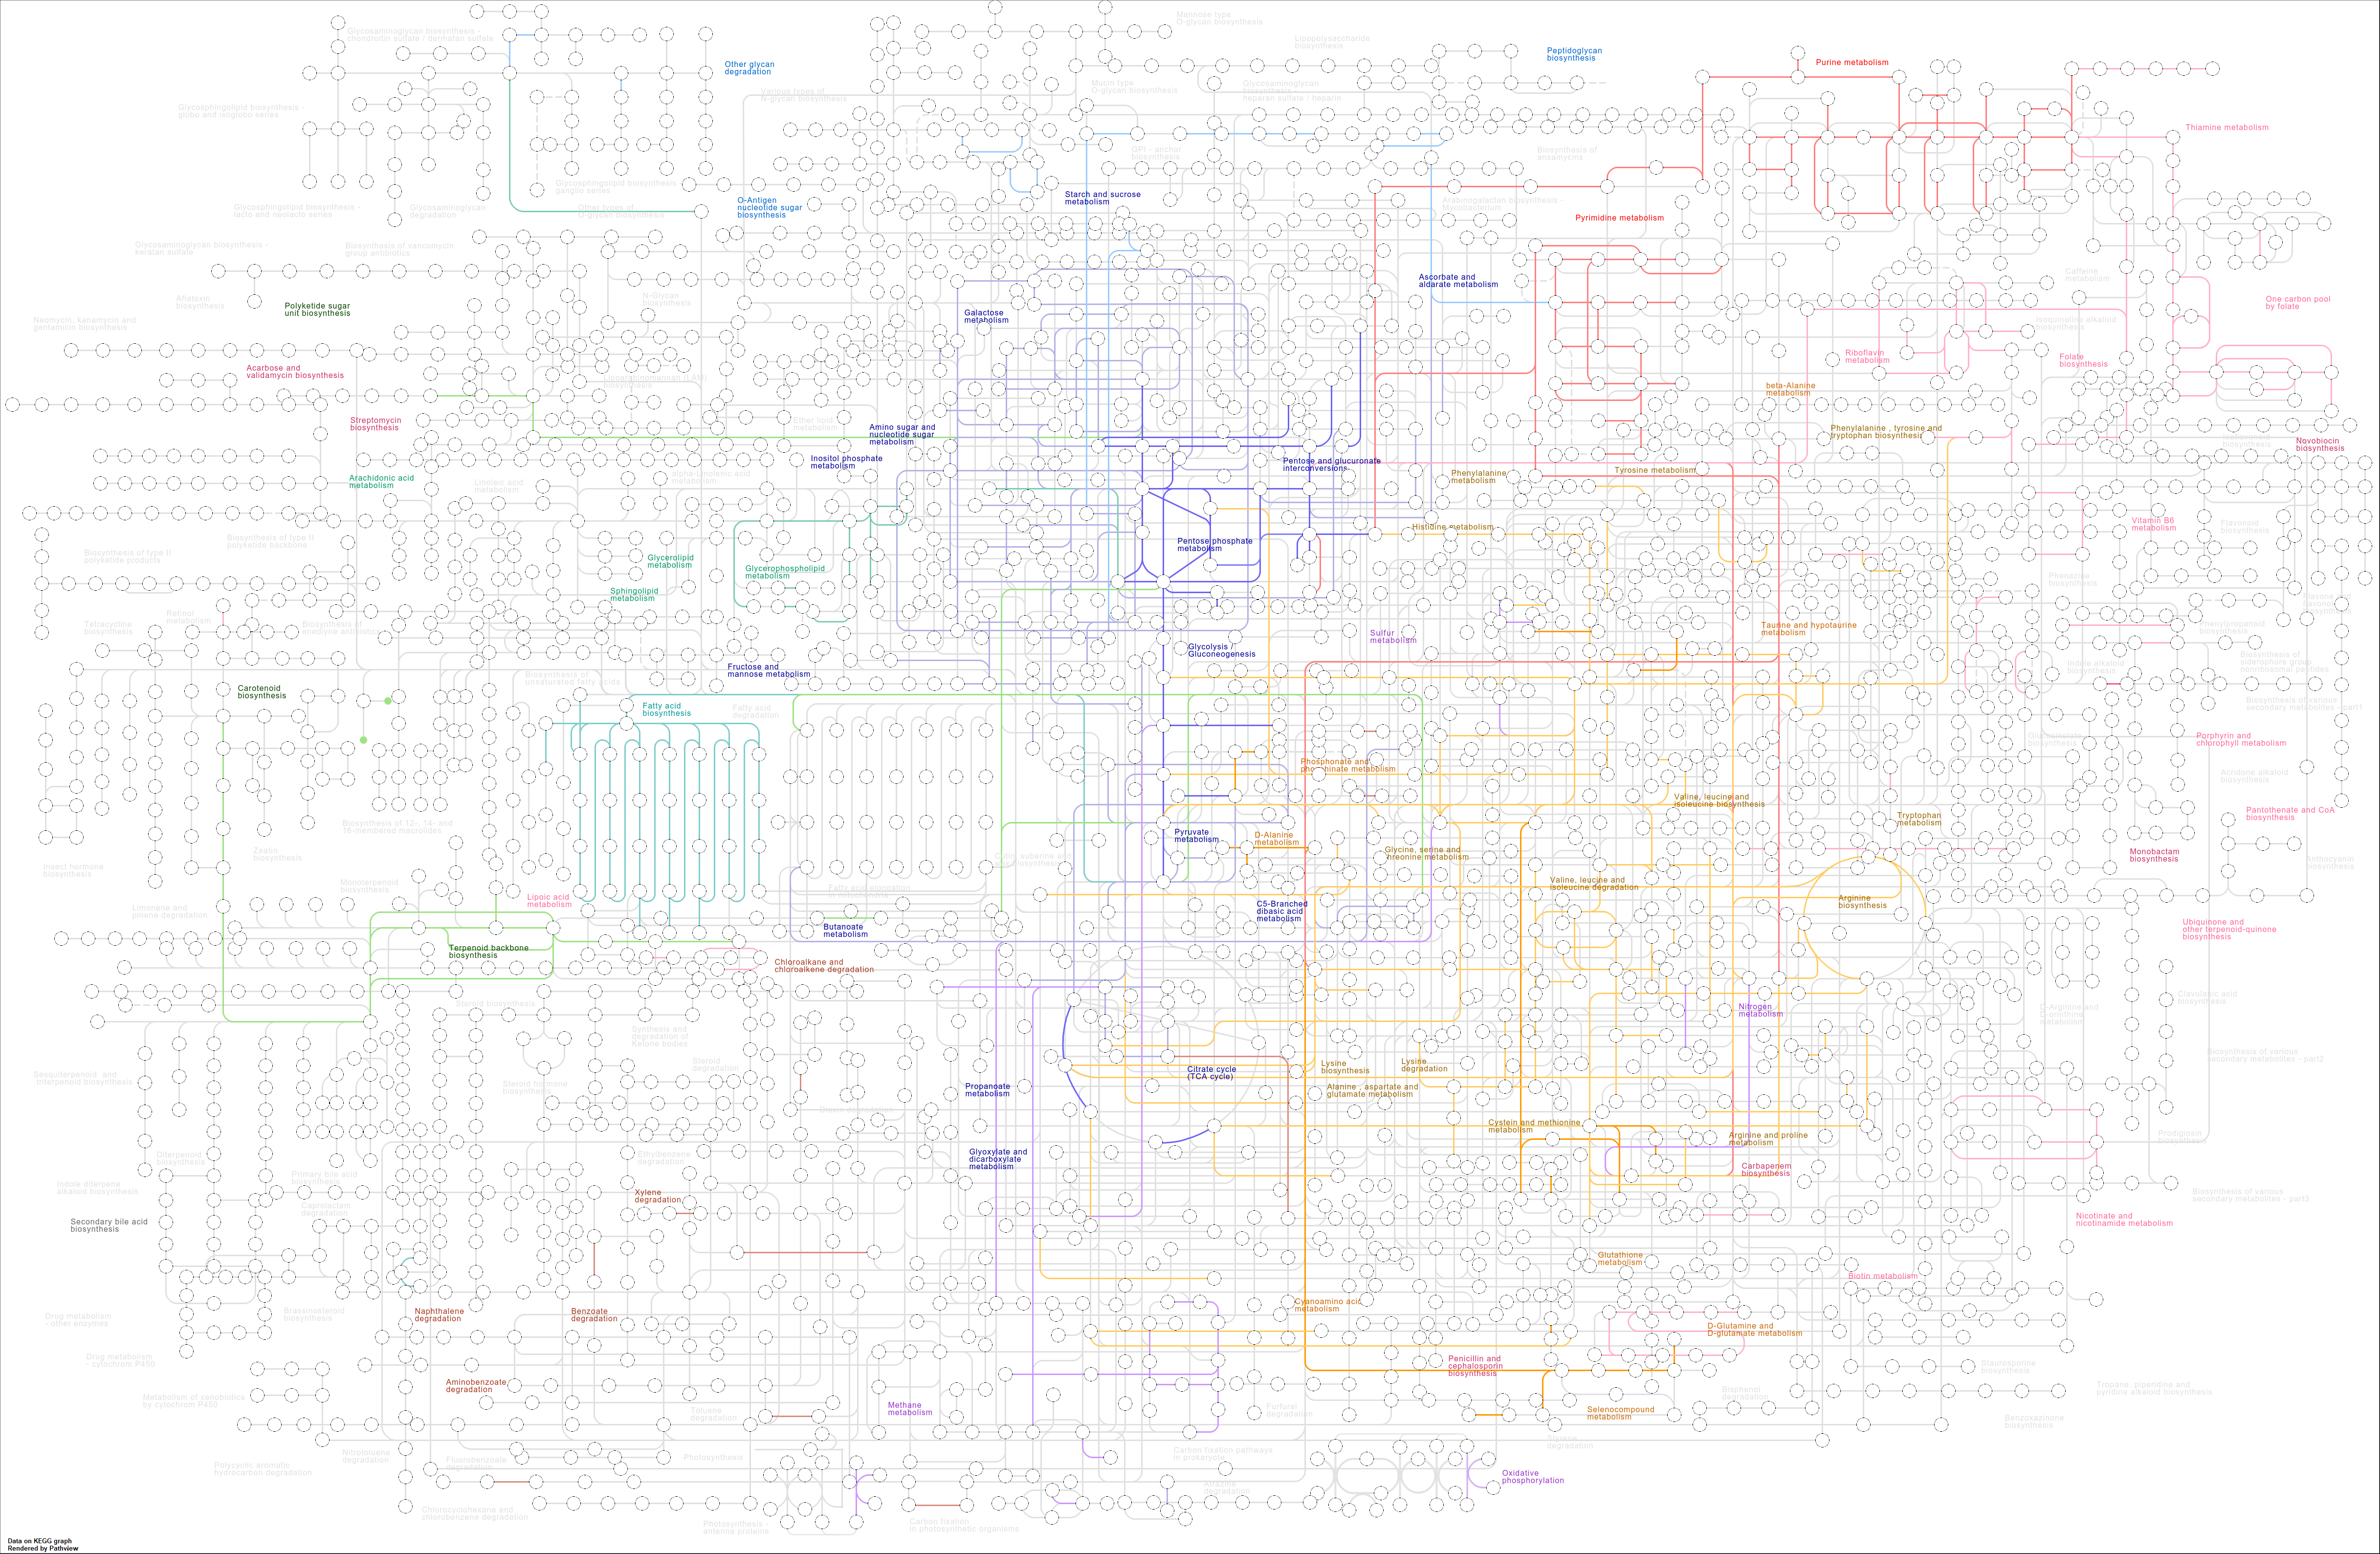 Mannose type
O-glycan biosynthesis
Glycosaminoglycan biosynthesis -
chondroitin sulfate / dermatan sulfate
Lipopolysaccharide
biosynthesis
Peptidoglycan
biosynthesis
Purine metabolism
Other glycan
degradation
Various types of
N-glycan biosynthesis
Mucin type
O-glycan biosynthesis
Glycosaminoglycan
biosynthesis -
heparan sulfate / heparin
Glycosphingolipid biosynthesis -
globo and isoglobo series
Thiamine metabolism
GPI - anchor
biosynthesis
Biosynthesis of
ansamycins
Glycosphingolipid biosynthesis -
ganglio series
Starch and sucrose
metabolism
O-Antigen
nucleotide sugar
biosynthesis
Arabinogalactan biosynthesis -
Mycobacterium
Glycosphingolipid biosynthesis -
lacto and neolacto series
Glycosaminoglycan
degradation
Other types of
O-glycan biosynthesis
Pyrimidine metabolism
Glycosaminoglycan biosynthesis -
keratan sulfate
Biosynthesis of vancomycin
group antibiotics
Ascorbate and
aldarate metabolism
Caffeine
metabolism
Aflatoxin
biosynthesis
N-Glycan
biosynthesis
One carbon pool
by folate
Polyketide sugar
unit biosynthesis
Galactose
metabolism
Neomycin, kanamycin and
gentamicin biosynthesis
Isoquinoline alkaloid
biosynthesis
Riboflavin
metabolism
Folate
biosynthesis
Acarbose and
validamycin biosynthesis
Lipoarabinomannan (LAM)
biosynthesis
beta-Alanine
metabolism
Streptomycin
biosynthesis
Ether lipid
metabolism
Amino sugar and
nucleotide sugar
metabolism
Phenylalanine , tyrosine and
tryptophan biosynthesis
Novobiocin
biosynthesis
Inositol phosphate
metabolism
Pentose and glucuronate
interconversions
Tyrosine metabolism
Phenylalanine
metabolism
Arachidonic acid
metabolism
Linoleic acid
metabolism
alpha-Linolenic acid
metabolism
Histidine metabolism
Vitamin B6
metabolism
Flavonoid
biosynthesis
Biosynthesis of type II
polyketide backbone
Biosynthesis of type II
polyketide products
Pentose phosphate
metabolism
Glycerolipid
metabolism
Glycerophospholipid
metabolism
Phenazine
biosynthesis
Sphingolipid
metabolism
Retinol
metabolism
Tetracycline
biosynthesis
Biosynthesis of
enediyne antibiotics
Sulfur
metabolism
Taurine and hypotaurine
metabolism
Phenylpropanoid
biosynthesis
Glycolysis /
Gluconeogenesis
Biosynthesis of
siderophore group
nonribosomal peptides
Indole alkaloid
biosynthesis
Fructose and
mannose metabolism
Biosynthesis of
unsaturated fatty acids
Carotenoid
biosynthesis
Fatty acid
biosynthesis
Fatty acid
degradation
Biosynthesis of various
secondary metabolites - part1
Glucosinolate
biosynthesis
Porphyrin and
chlorophyll metabolism
Phosphonate and
phosphinate metabolism
Acridone alkaloid
biosynthesis
Valine, leucine and
isoleucine biosynthesis
Pantothenate and CoA
biosynthesis
Biosynthesis of 12-, 14- and
16-membered macrolides
Tryptophan
metabolism
Pyruvate
metabolism
D-Alanine
metabolism
Zeatin
biosynthesis
Glycine, serine and
threonine metabolism
Monobactam
biosynthesis
Anthocyanin
biosynthesis
Insect hormone
biosynthesis
Monoterpenoid
biosynthesis
Valine, leucine and
isoleucine degradation
Lipoic acid
metabolism
Arginine
biosynthesis
Limonene and
pinene degradation
C5-Branched
dibasic acid
metabolism
Butanoate
metabolism
Ubiquinone and
other terpenoid-quinone
biosynthesis
Terpenoid backbone
biosynthesis
Chloroalkane and
chloroalkene degradation
Steroid biosynthesis
Clavulanic acid
biosynthesis
Nitrogen
metabolism
D-Arginine and
D-ornithine
metabolism
Synthesis and
degradation of
Ketone bodies
Steroid
degradation
Biosynthesis of various
secondary metabolites - part2
Citrate cycle
(TCA cycle)
Lysine
biosynthesis
Lysine
degradation
Sesquiterpenoid and
triterpenoid biosynthesis
Steroid hormone
biosynthesis
Propanoate
metabolism
Alanine , aspartate and
glutamate metabolism
Cystein and methionine
metabolism
Arginine and proline
metabolism
Prodigiosin
biosynthesis
Diterpenoid
biosynthesis
Ethylbenzene
degradation
Glyoxylate and
dicarboxylate
metabolism
Carbapenem
biosynthesis
Primary bile acid
biosynthesis
Indole diterpene
alkaloid biosynthesis
Xylene
degradation
Biosynthesis of various
secondary metabolites - part3
Caprolactam
degradation
Secondary bile acid
biosynthesis
Nicotinate and
nicotinamide metabolism
Glutathione
metabolism
Biotin metabolism
Cyanoamino acid
metabolism
Drug metabolism
- other enzymes
Brassinosteroid
biosynthesis
Naphthalene
degradation
Benzoate
degradation
D-Glutamine and
D-glutamate metabolism
Drug metabolism
- cytochrom P450
Penicillin and
cephalosporin
biosynthesis
Staurosporine
biosynthesis
Aminobenzoate
degradation
Bisphenol
degradation
Tropane, piperidine and
pyridine alkaloid biosynthesis
Metabolism of xenobiotics
by cytochrom P450
Toluene
degradation
Methane
metabolism
Furfural
degradation
Selenocompound
metabolism
Benzoxazinone
biosynthesis
Styrene
degradation
Nitrotoluene
degradation
Fluorobenzoate
degradation
Photosynthesis
Carbon fixation pathways
in prokaryote
Polycyclic aromatic
hydrocarbon degradation
Oxidative
phosphorylation
Atrazine
degradation
Chlorocyclohexane and
chlorobenzene degradation
Photosynthesis -
antenna proteins
Carbon fixation
in photosynthetic organisms
Data on KEGG graph
Rendered by Pathview